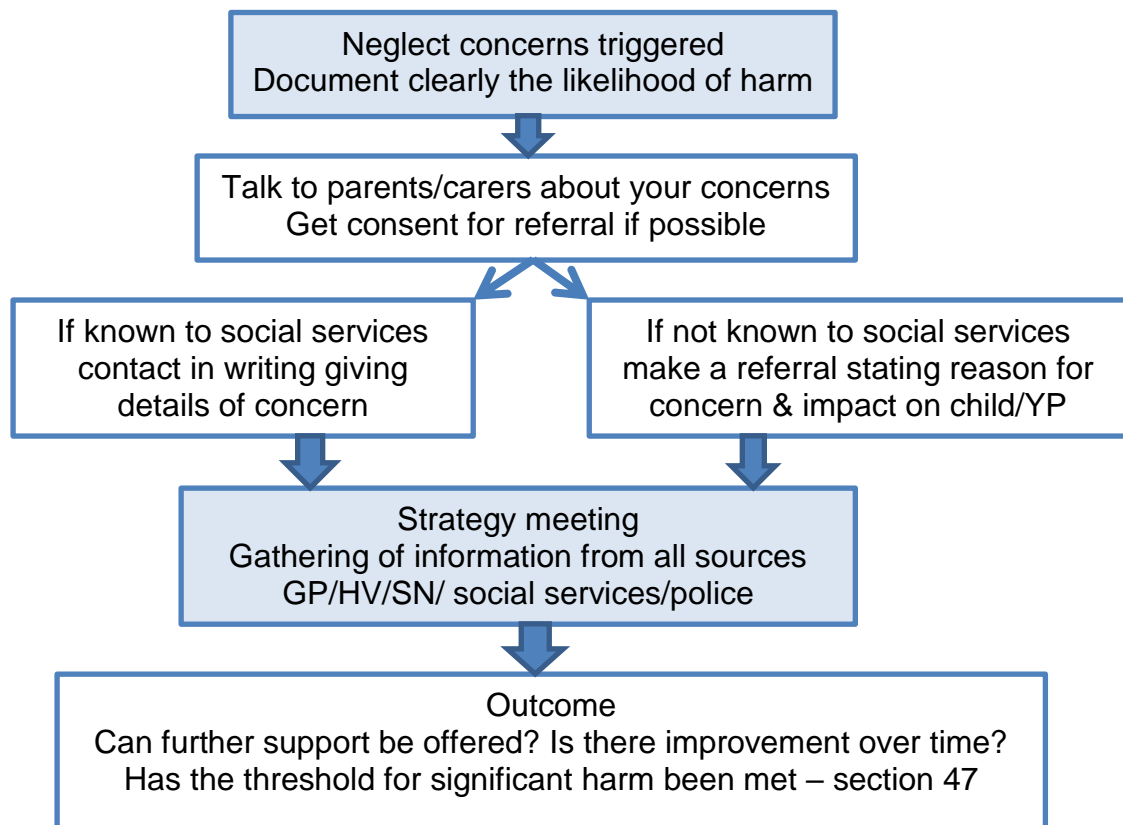 Neglect concerns triggered
Document clearly the likelihood of harm
Talk to parents/carers about your concerns
Get consent for referral if possible
If known to social services
contact in writing giving
details of concern
If not known to social services
make a referral stating reason for
concern & impact on child/YP
Strategy meeting
Gathering of information from all sources
GP/HV/SN/ social services/police
Outcome
Can further support be offered? Is there improvement over time?
Has the threshold for significant harm been met – section 47